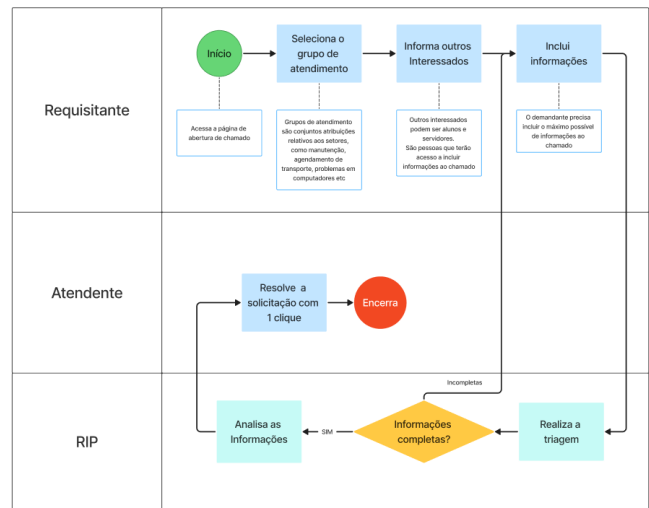 Requisitante
Início
Seleciona o
grupo de
atendimento
Informa outros
Interessados
Inclui
informações
Acessa a página de
abertura de chamado
Grupos de atendimento
são conjuntos atribuições
relativos aos setores,
como manutenção,
agendamento de
transporte, problemas em
computadores etc
Outros interessados
podem ser alunos e
servidores.
São pessoas que terão
acesso a incluir
informações ao chamado
O demandante precisa
incluir o máximo possível
de informações ao
chamado
Atendente
Resolve a
solicitação com
1 clique
Encerra
RIP
Incompletas
Analisa as
Informações
SIM
Informações
completas?
Realiza a
triagem